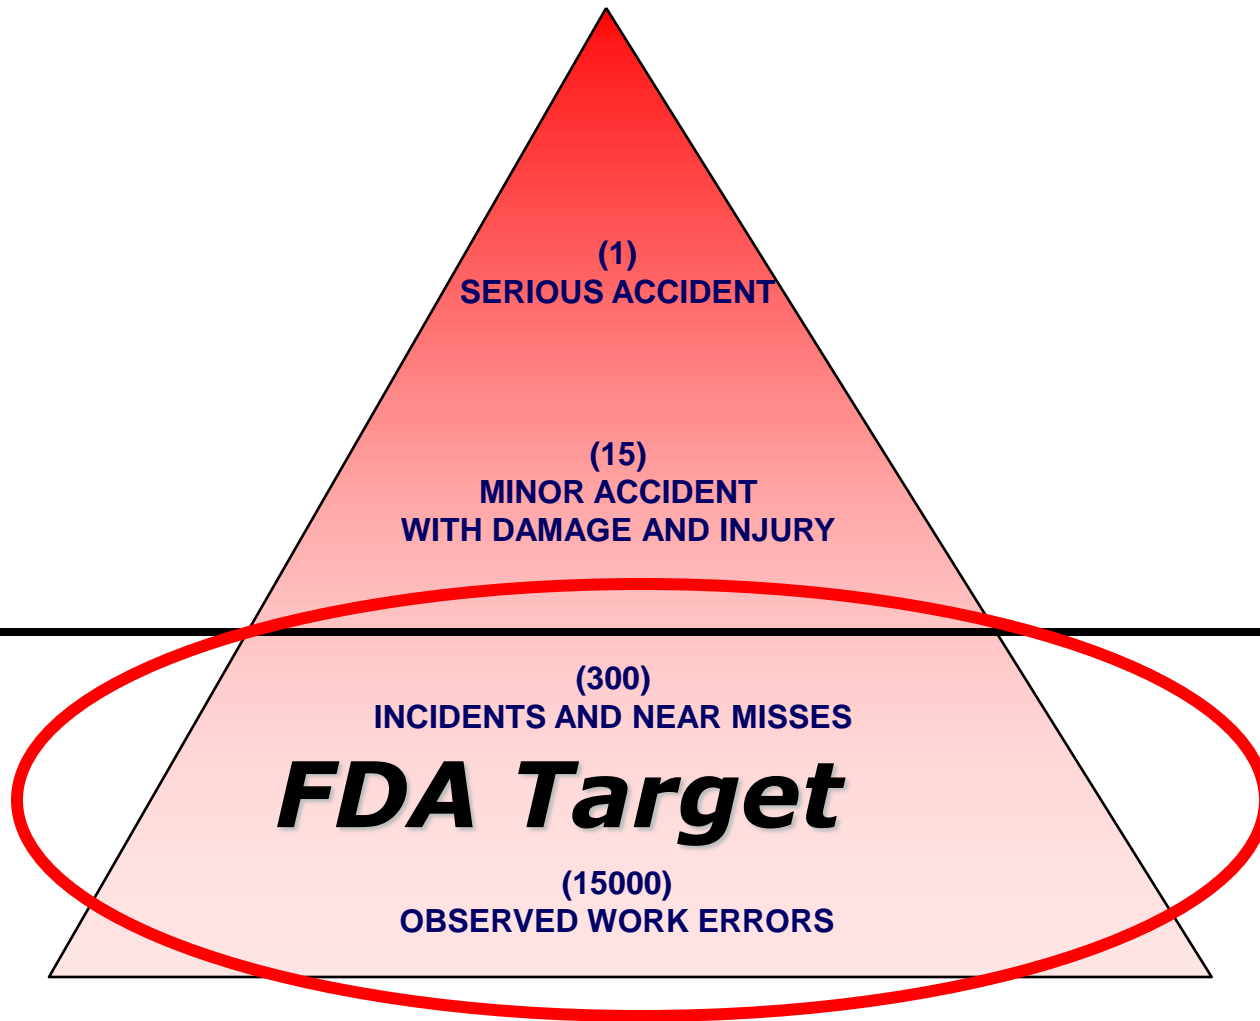 (1)
SERIOUS ACCIDENT
(15)
MINOR ACCIDENT
WITH DAMAGE AND INJURY
(300)
INCIDENTS AND NEAR MISSES
FDA Target
(15000)
OBSERVED WORK ERRORS